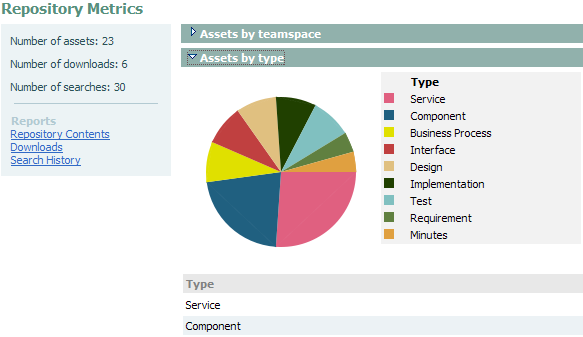 Repository Metrics
Number of assets: 23
Number of downloads: 6
Number of searches: 30
Reports
Repository Contents
Downloads
Search History
Assets by teamspace
Assets by type
Type
Service
Component
Business Process
Interface
Design
Implementation
Test
Requirement
Minutes
Type
Service
Component